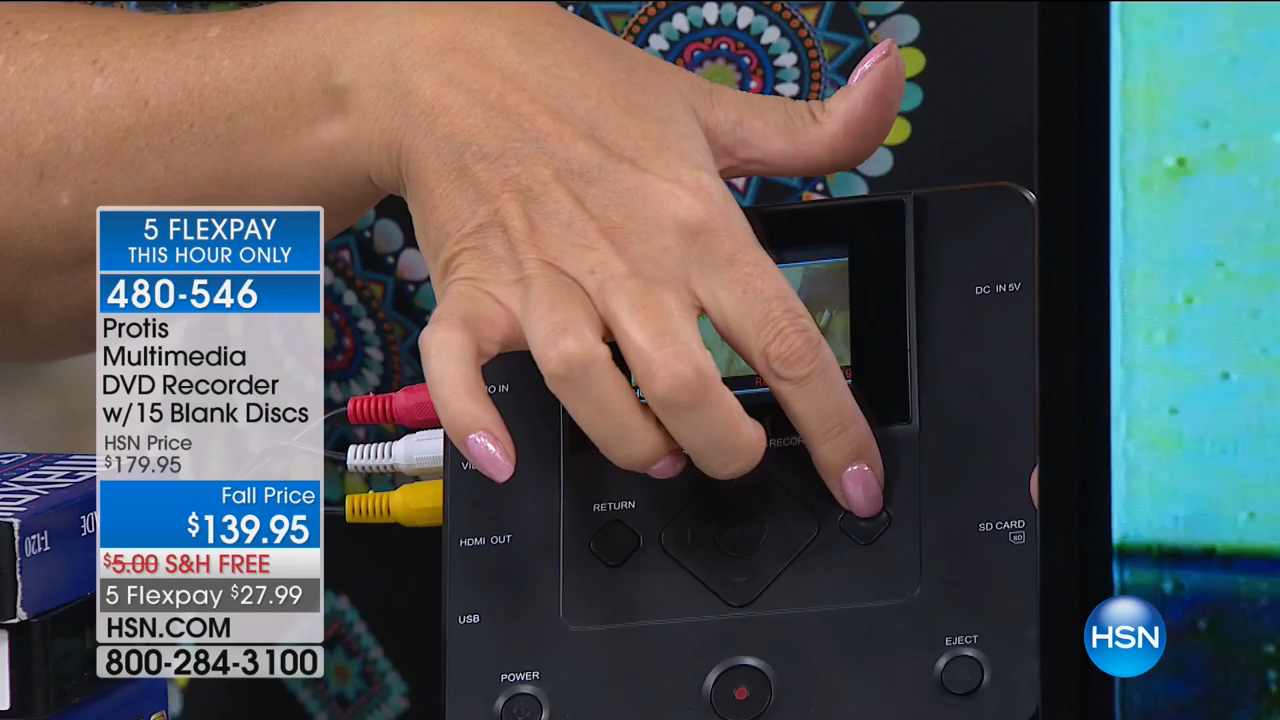 5 FLEXPAY
THIS HOUR ONLY
480-546
Protis
Multimedia
DVD Recorder
w/15 Blank Discs
HSN Price
$179.95
Fall Price
$139.95
$5.00 S&H FREE
5 Flexpay $27.99
HSN.COM
800-284-3100
T-120
DC IN 5V
RETURN
HDMI OUT
SD CARD
SD
USB
EJECT
POWER
HSN